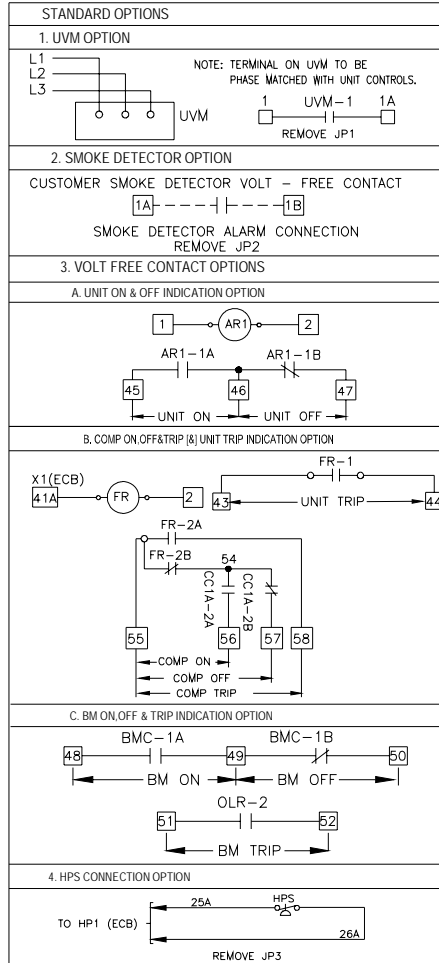 STANDARD OPTIONS
1. UVM OPTION
L1
L2
L3
UVM
NOTE: TERMINAL ON UVM TO BE
PHASE MATCHED WITH UNIT CONTROLS.
1 UVM-1 1A
REMOVE JP1
2. SMOKE DETECTOR OPTION
CUSTOMER SMOKE DETECTOR VOLT - FREE CONTACT
1A 1B
SMOKE DETECTOR ALARM CONNECTION
REMOVE JP2
3. VOLT FREE CONTACT OPTIONS
A. UNIT ON & OFF INDICATION OPTION
1 AR1 2
AR1-1A AR1-1B
45 46 47
UNIT ON UNIT OFF
B. COMP ON,OFF&TRIP [&] UNIT TRIP INDICATION OPTION
X1(ECB)
41A FR 2
FR-1
43 UNIT TRIP 44
FR-2A
FR-2B 54
CC1A-2A
CC1A-2B
55 56 57 58
COMP ON
COMP OFF
COMP TRIP
C. BM ON,OFF & TRIP INDICATION OPTION
BMC-1A BMC-1B
48 49 50
BM ON BM OFF
OLR-2
51 52
BM TRIP
4. HPS CONNECTION OPTION
25A HPS
TO HP1 (ECB)
26A
REMOVE JP3